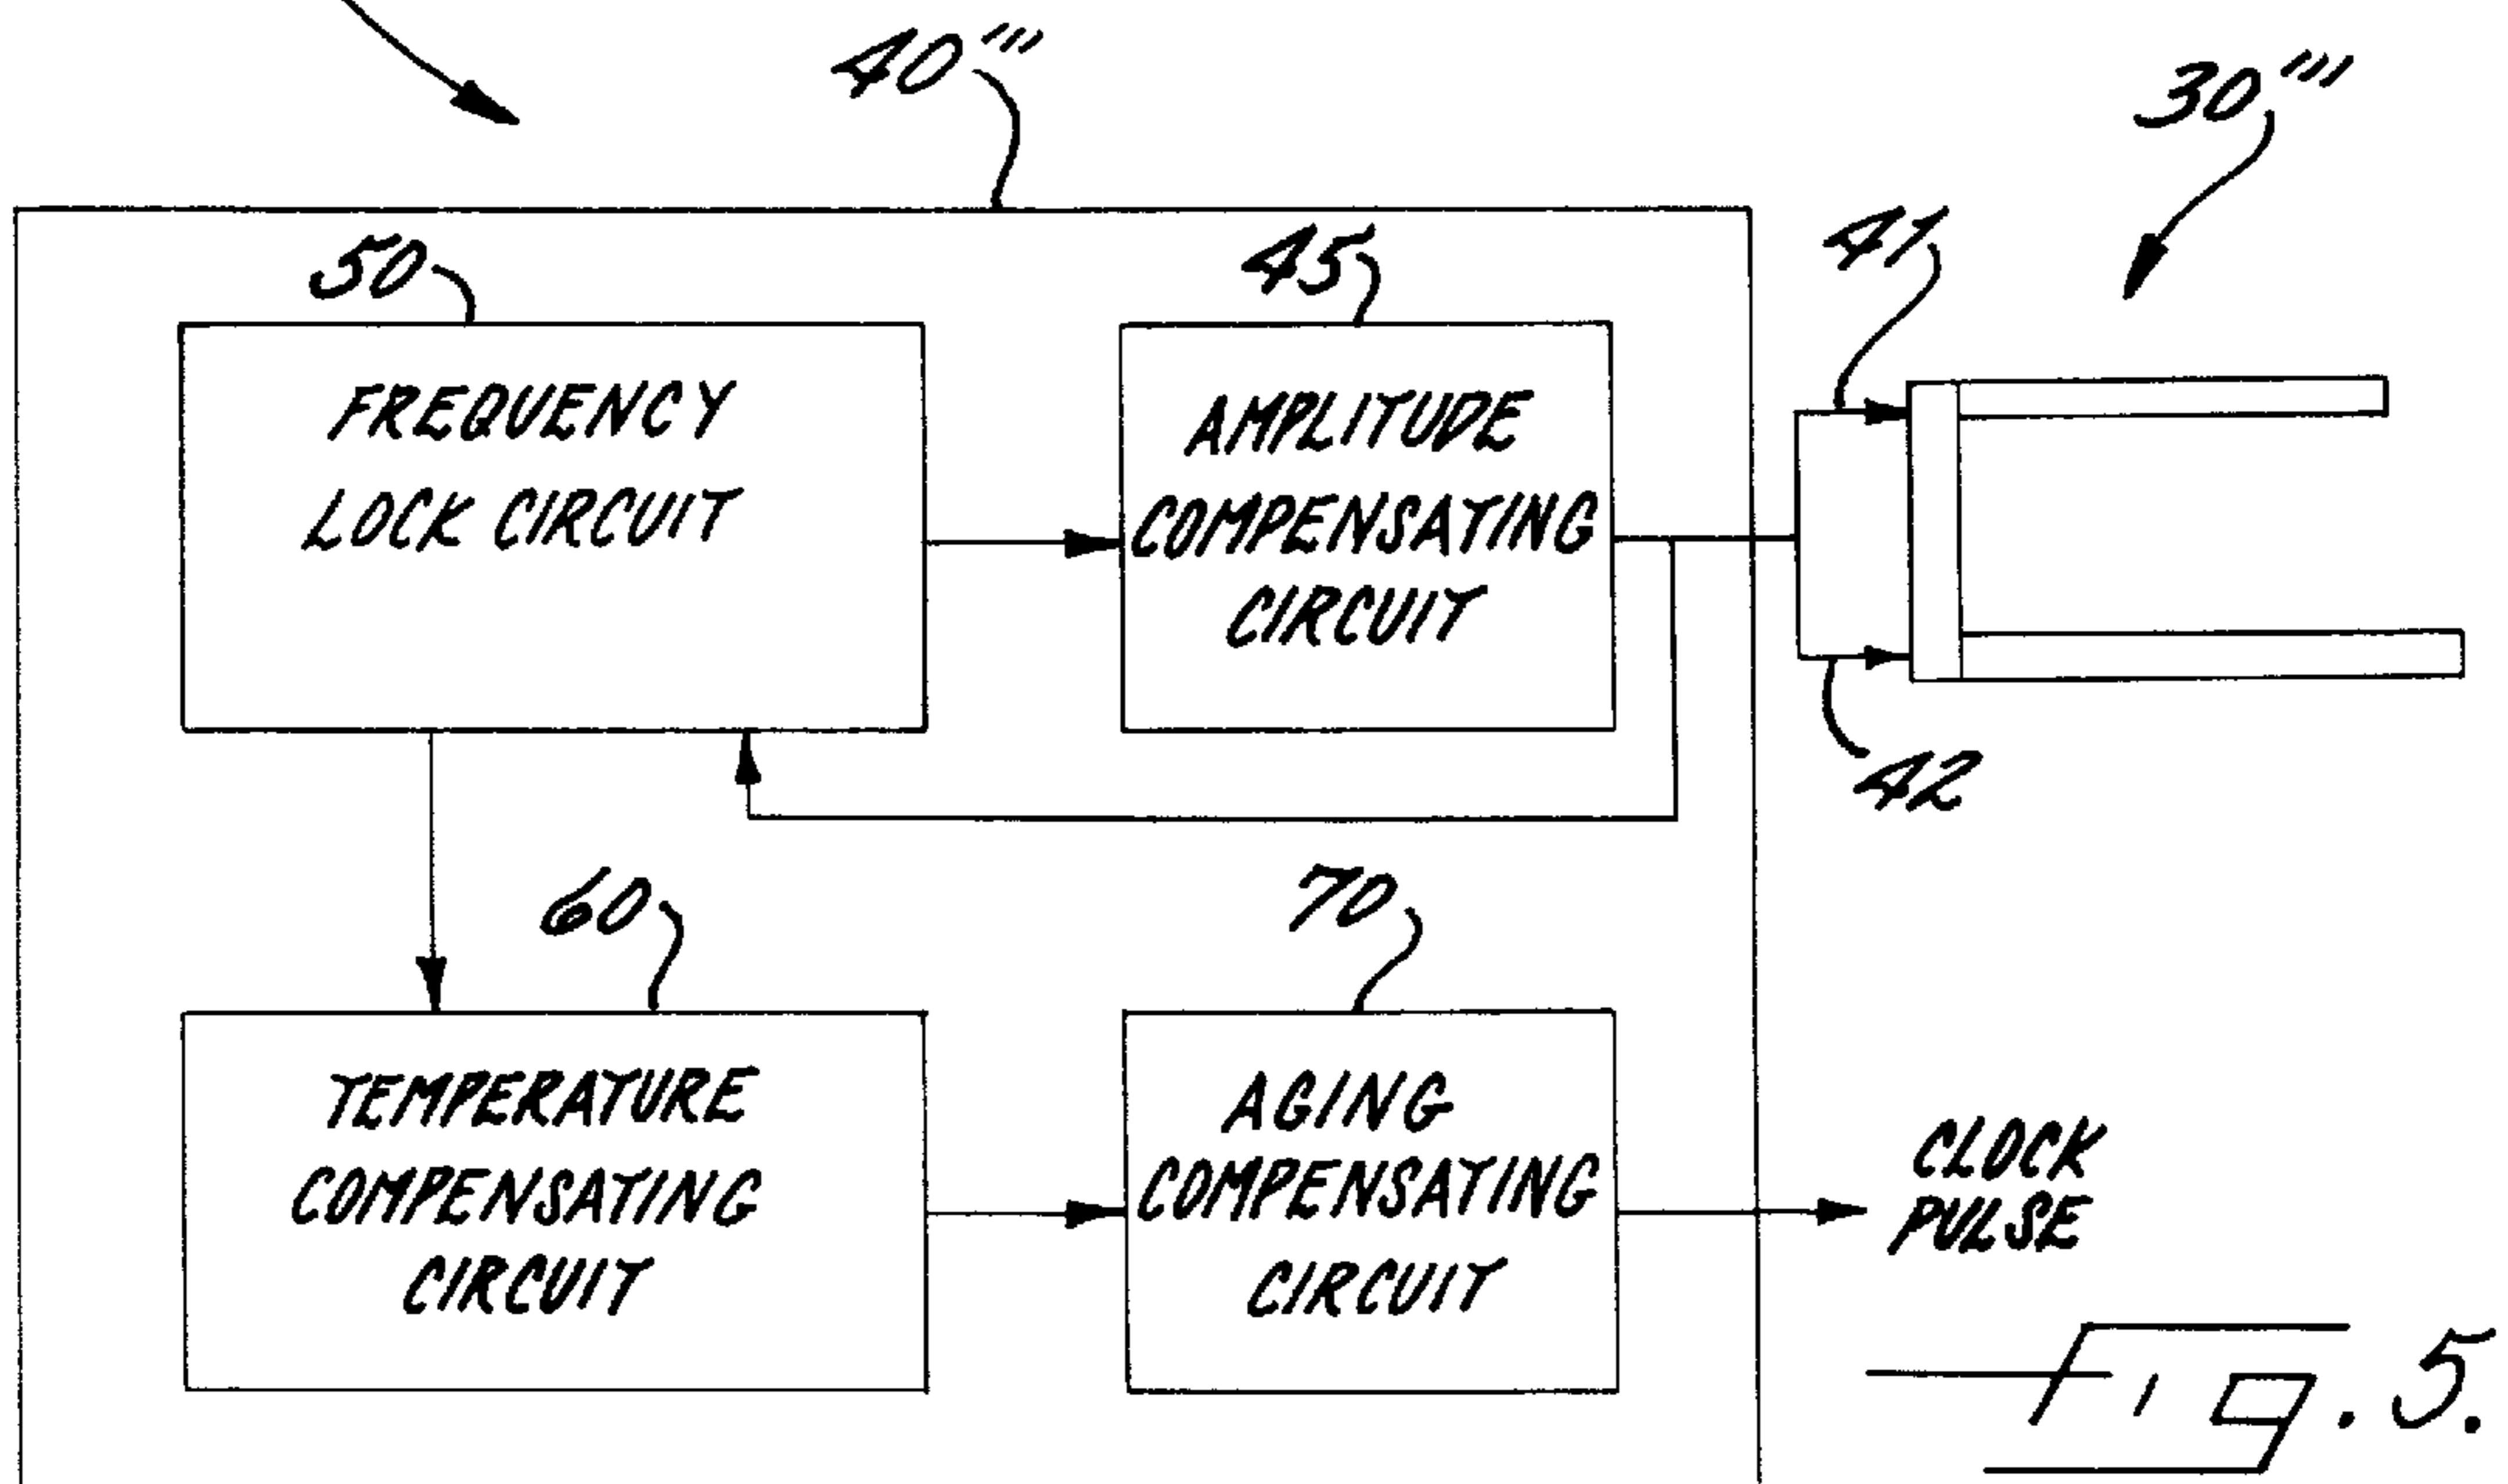 40'''
30'''
50
45
41
FREQUENCY
LOCK CIRCUIT
AMPLITUDE
COMPENSATING
CIRCUIT
42
60
70
TEMPERATURE
COMPENSATING
CIRCUIT
AGING
COMPENSATING
CIRCUIT
CLOCK
PULSE
Fig. 5.